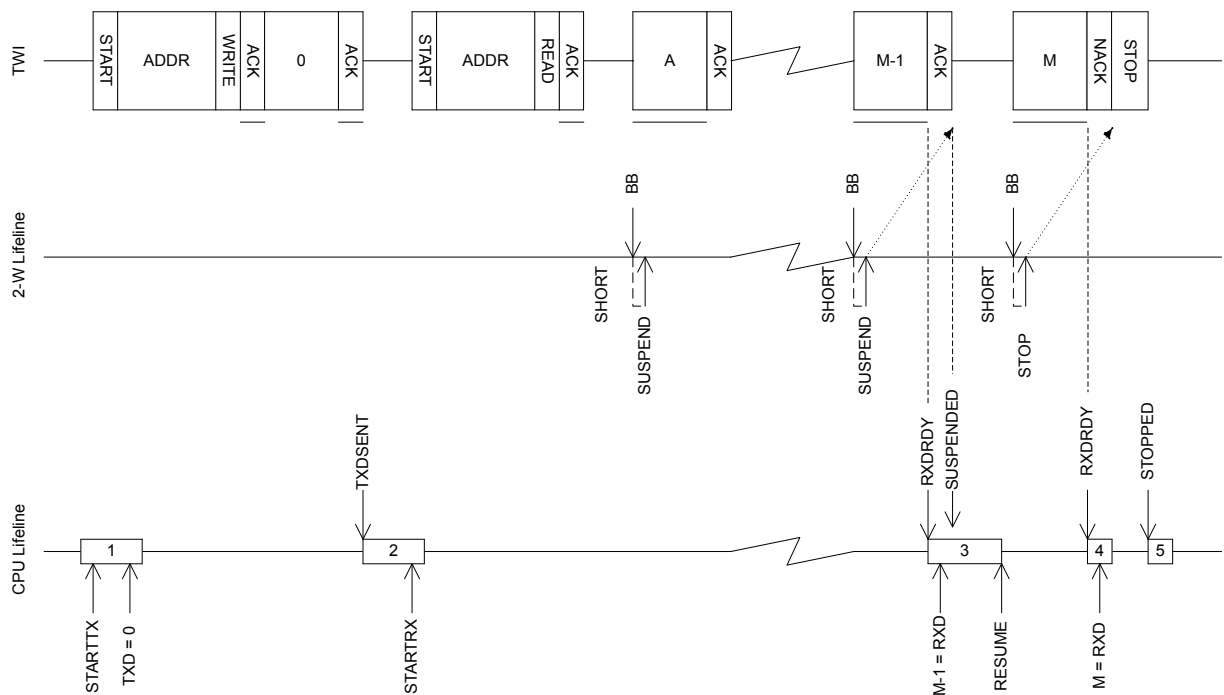 TWI
START
ADDR
WRITE
ACK
0
ACK
START
ADDR
READ
ACK
A
ACK
M-1
ACK
M
NACK
STOP
2-W Lifeline
BB
SHORT
SUSPEND
BB
SHORT
SUSPEND
BB
SHORT
STOP
CPU Lifeline
TXDSENT
RXDRDY
SUSPENDED
RXDRDY
STOPPED
1
2
3
4
5
STARTTX
TXD = 0
STARTRX
M-1 = RXD
RESUME
M = RXD